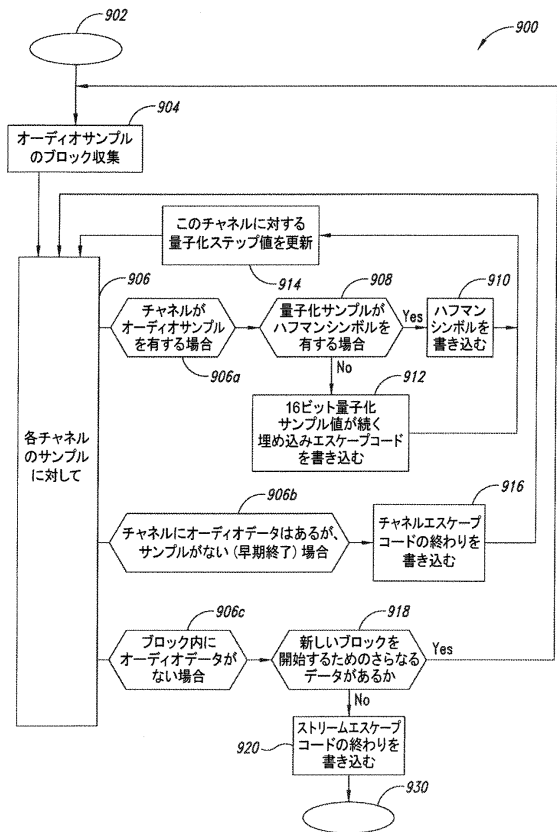 902
900
904
オーディオサンプル
のブロック収集
このチャネルに対する
量子化ステップ値を更新
914
906
チャネルが
オーディオサンプル
を有する場合
906a
908
量子化サンプルが
ハフマンシンボルを
有する場合
Yes
910
ハフマン
シンボルを
書き込む
No
912
16ビット量子化
サンプル値が続く
埋め込みエスケープコード
を書き込む
各チャネル
のサンプル
に対して
906b
チャネルにオーディオデータはあるが、
サンプルがない(早期終了)場合
916
チャネルエスケープ
コードの終わりを
書き込む
906c
ブロック内に
オーディオデータが
ない場合
918
新しいブロックを
開始するためのさらなる
データがあるか
Yes
No
920
ストリームエスケープ
コードの終わりを
書き込む
930